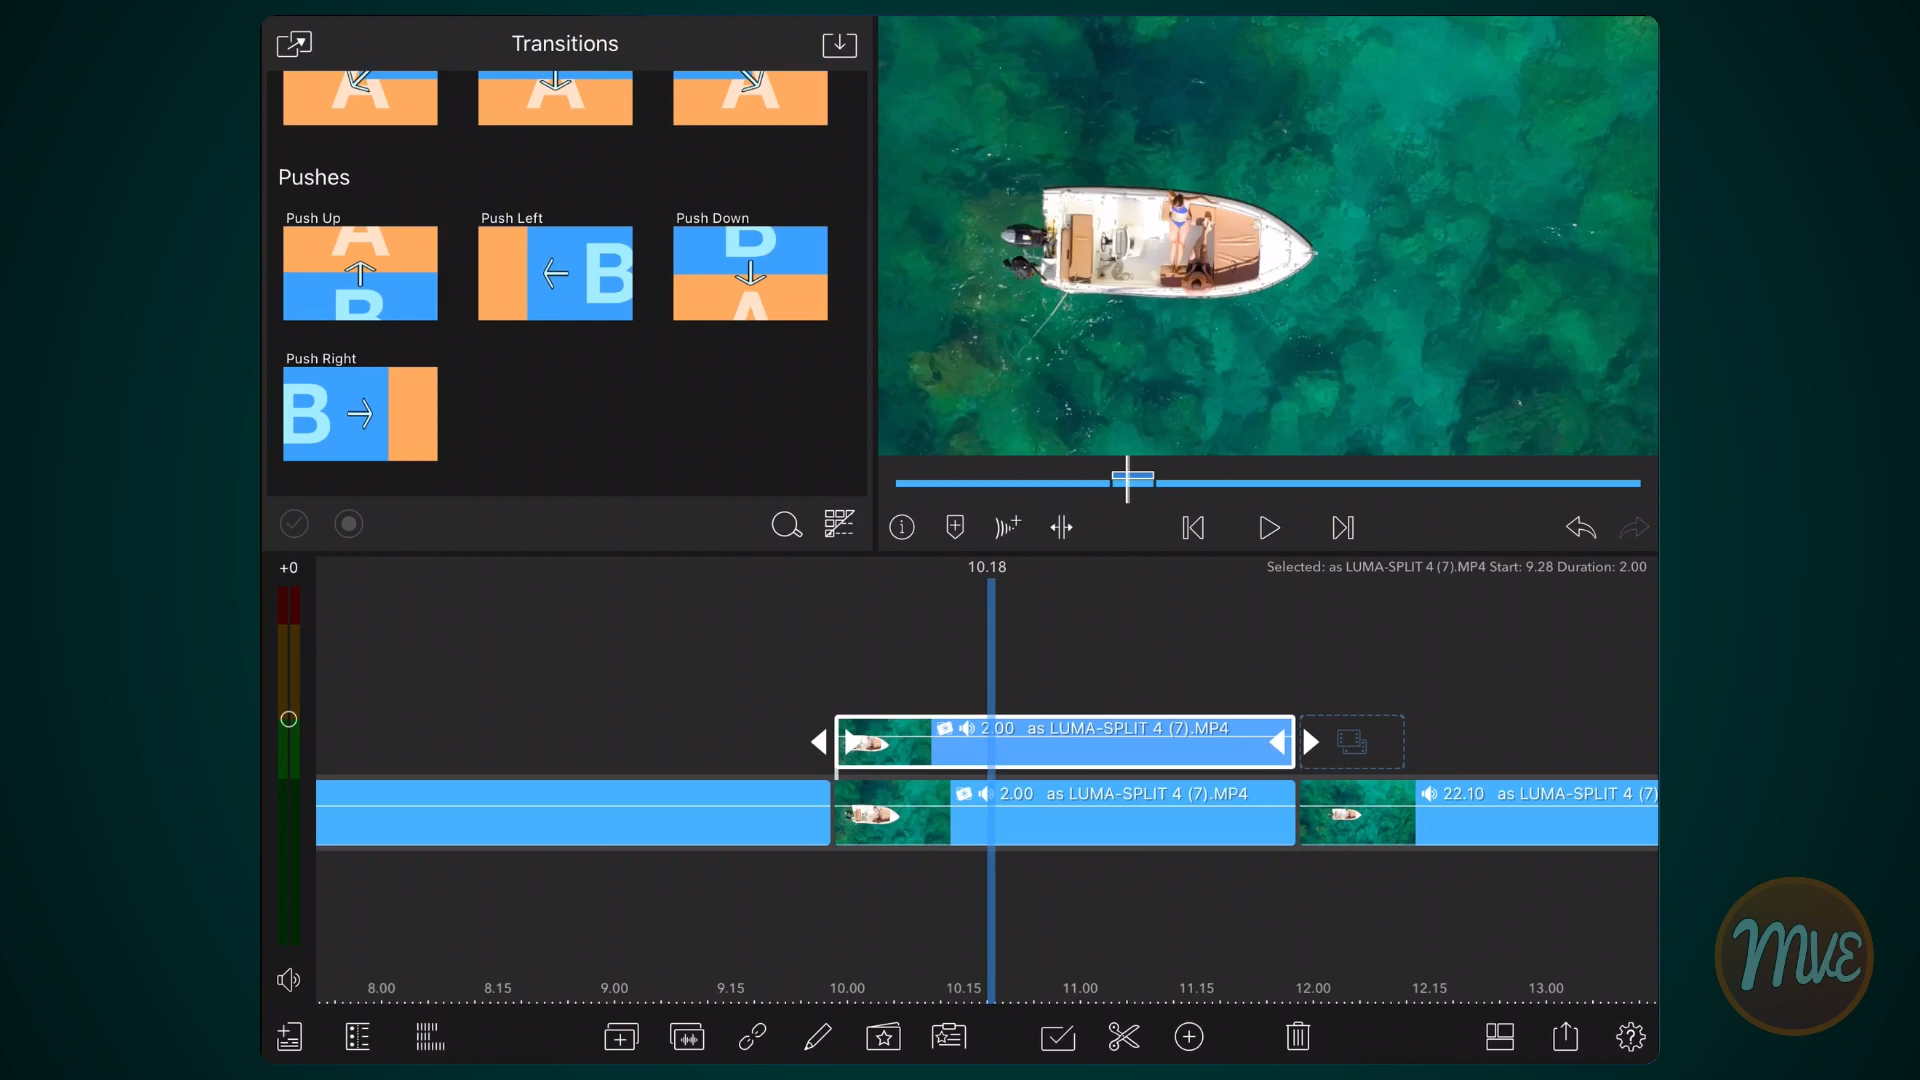 Transitions
A A A
Pushes
Push Up Push Left Push Down
A B B
B A
Push Right
B
+0
10.18 Selected: as LUMA-SPLIT 4 (7).MP4 Start: 9.28 Duration: 2.00
2.00 as LUMA-SPLIT 4 (7).MP4
2.00 as LUMA-SPLIT 4 (7).MP4 22.10 as LUMA-SPLIT 4 (7)
8.00 8.15 9.00 9.15 10.00 10.15 11.00 11.15 12.00 12.15 13.00
MVE